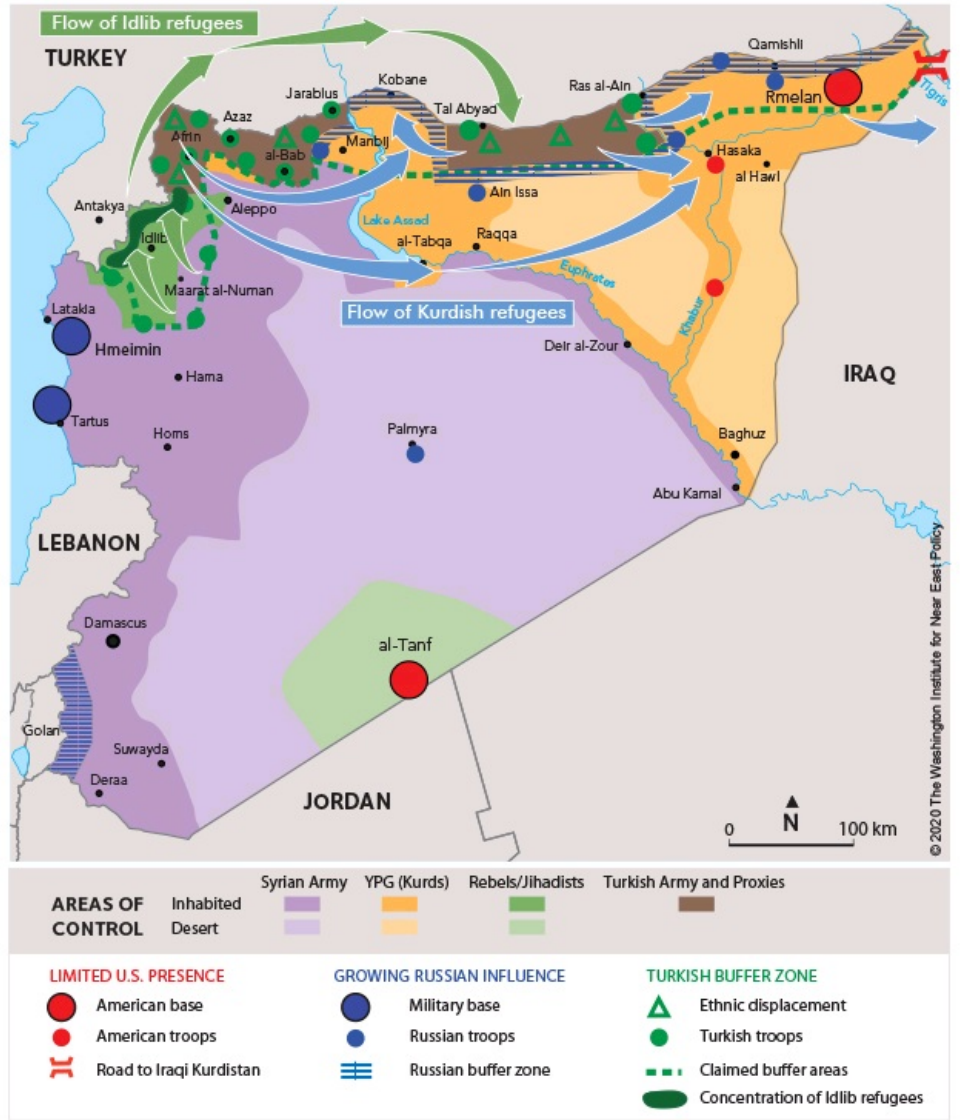 Flow of Idlib refugees
TURKEY
Qamishli
Kobane
Ras al-Ain
Rmelan
Jarablus
Tal Abyad
Tigris
Azaz
Afrin
Manbij
al-Bab
Hasaka
al Hawl
Ain Issa
Antakya
Aleppo
Lake Assad
Idlib
al-Tabqa
Raqqa
Euphrates
Maarat al-Numan
Latakia
Flow of Kurdish refugees
Khabur
Hmeimin
Deir al-Zour
Hama
IRAQ
Tartus
Palmyra
Homs
Baghuz
Abu Kamal
LEBANON
Damascus
al-Tanf
Golan
Suwayda
Deraa
JORDAN
N
0 100 km
© 2020 The Washington Institute for Near East Policy
Syrian Army YPG (Kurds) Rebels/Jihadists Turkish Army and Proxies
AREAS OF CONTROL
Inhabited
Desert
LIMITED U.S. PRESENCE
American base
American troops
Road to Iraqi Kurdistan
GROWING RUSSIAN INFLUENCE
Military base
Russian troops
Russian buffer zone
TURKISH BUFFER ZONE
Ethnic displacement
Turkish troops
Claimed buffer areas
Concentration of Idlib refugees